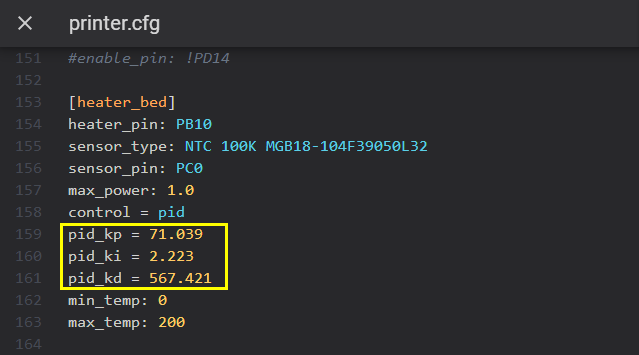 printer.cfg
151 #enable_pin: !PD14
152
153 [heater_bed]
154 heater_pin: PB10
155 sensor_type: NTC 100K MGB18-104F39050L32
156 sensor_pin: PC0
157 max_power: 1.0
158 control = pid
159 pid_kp = 71.039
160 pid_ki = 2.223
161 pid_kd = 567.421
162 min_temp: 0
163 max_temp: 200
164